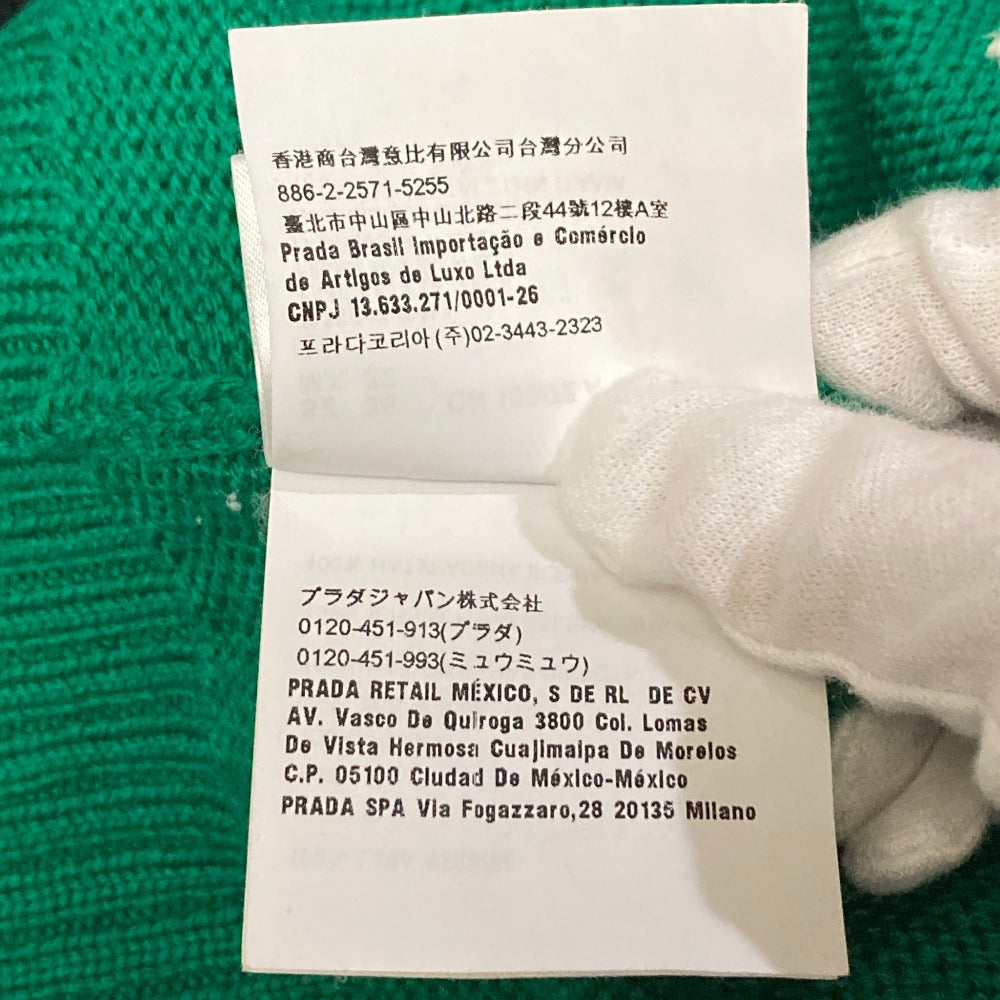 香港商台灣意比有限公司台灣分公司
886-2-2571-5255
臺北市中山區中山北路二段44號12樓A室
Prada Brasil Importação e Comércio
de Artigos de Luxo Ltda
CNPJ 13.633.271/0001-26
프라다코리아(주)02-3443-2323
プラダジャパン株式会社
0120-451-913(プラダ)
0120-451-993(ミュウミュウ)
PRADA RETAIL MÉXICO, S DE RL DE CV
AV. Vasco De Quiroga 3800 Col. Lomas
De Vista Hermosa Cuajimalpa De Morelos
C.P. 05100 Ciudad De México-México
PRADA SPA Via Fogazzaro,28 20135 Milano